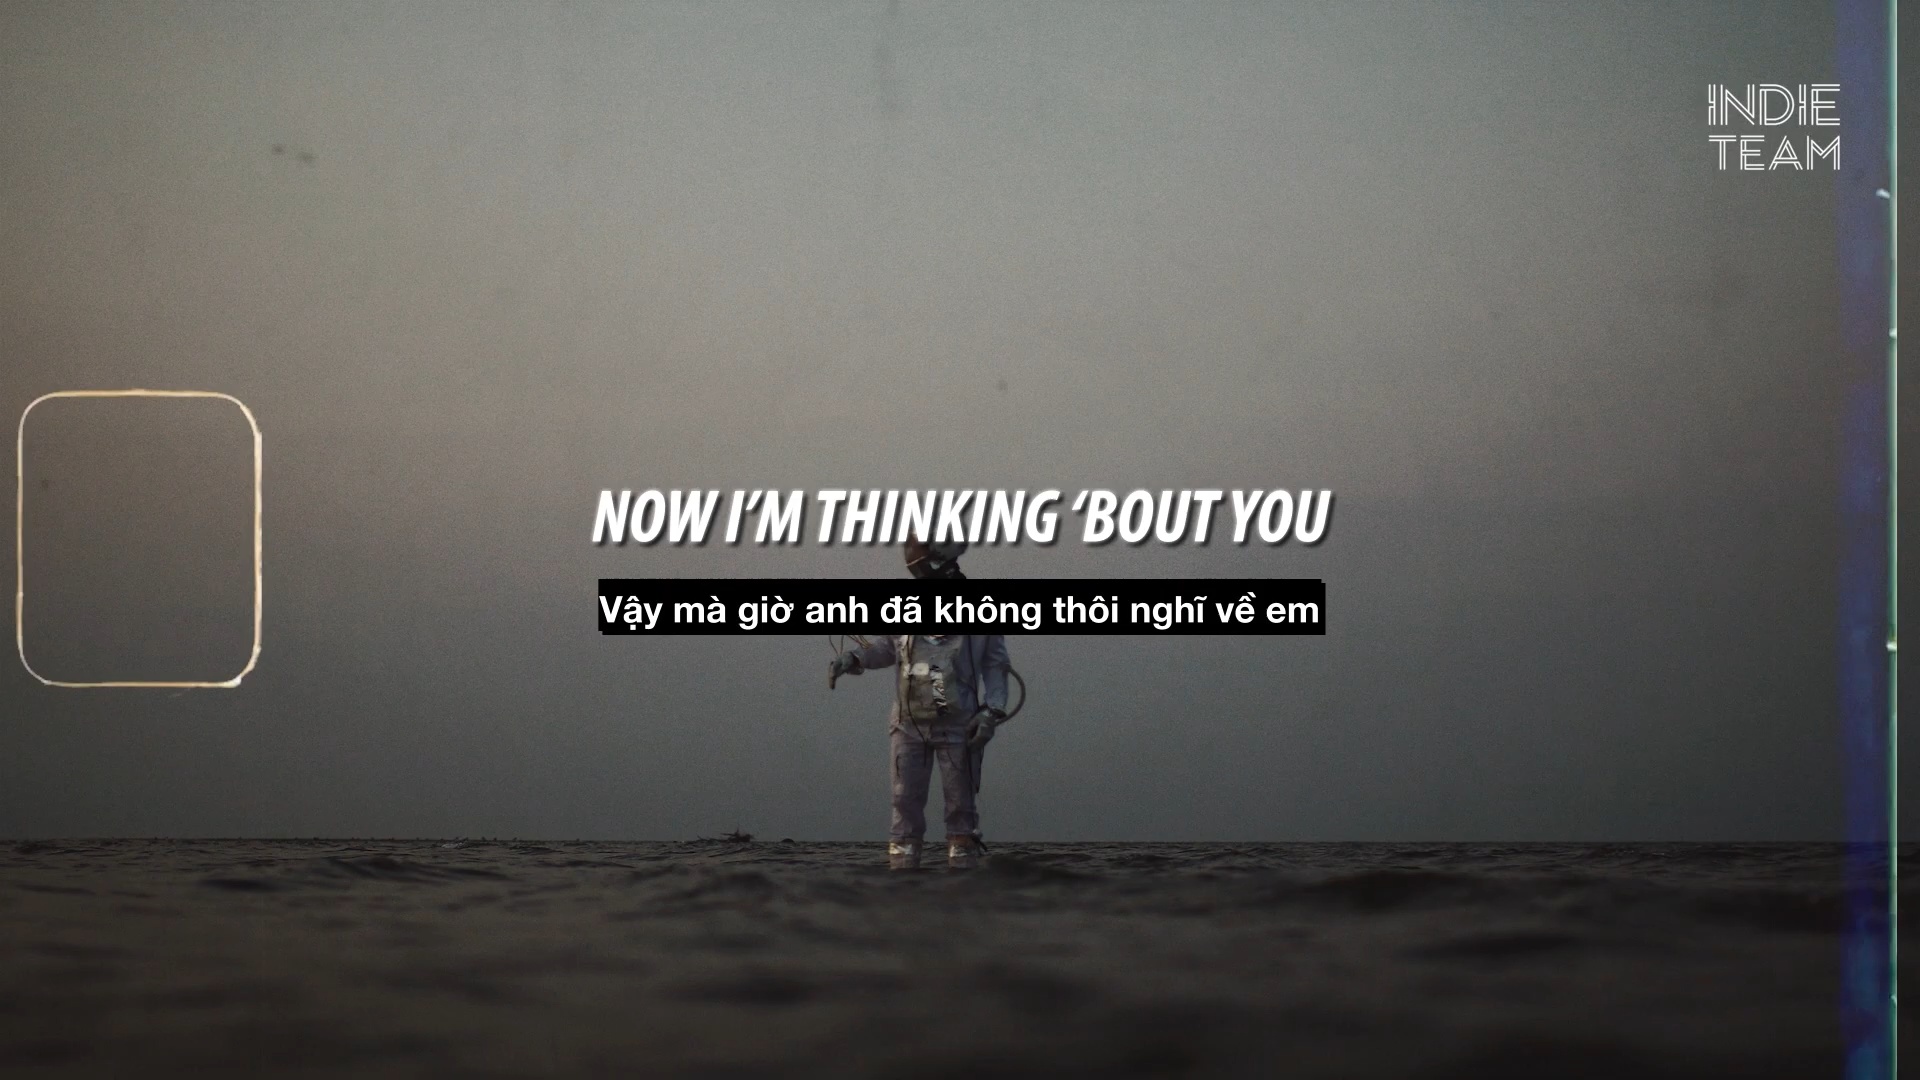 INDIE
TEAM
NOW I'M THINKING ‘BOUT YOU
Vậy mà giờ anh đã không thôi nghĩ về em